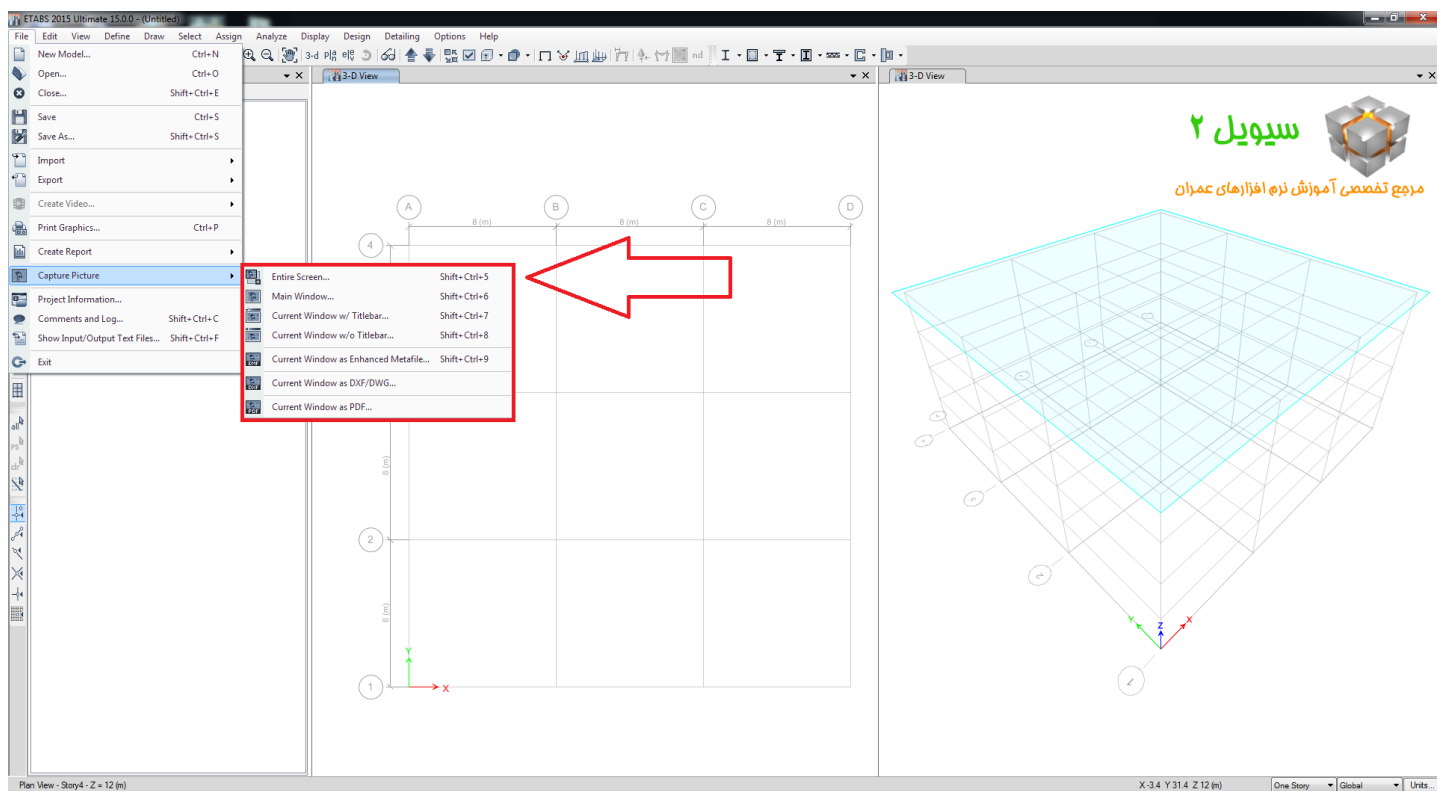 ETABS 2015 Ultimate 15.0.0 - (Untitled)
File Edit View Define Draw Select Assign Analyze Display Design Detailing Options Help
3-d
nd
New Model... Ctrl+N
Open... Ctrl+O
Close... Shift+Ctrl+E
Save Ctrl+S
Save As... Shift+Ctrl+S
Import
Export
Create Video...
Print Graphics... Ctrl+P
Create Report
Capture Picture
Project Information...
Comments and Log... Shift+Ctrl+C
Show Input/Output Text Files... Shift+Ctrl+F
Exit
Entire Screen... Shift+Ctrl+5
Main Window... Shift+Ctrl+6
Current Window w/ Titlebar... Shift+Ctrl+7
Current Window w/o Titlebar... Shift+Ctrl+8
Current Window as Enhanced Metafile... Shift+Ctrl+9
Current Window as DXF/DWG...
Current Window as PDF...
all
3-D View
A B C D
8 (m) 8 (m) 8 (m)
4
8 (m)
2
8 (m)
1
Y
X
3-D View
سیویل ۲
مرجع تخصصی آموزش نرم افزارهای عمران
Y Z X
Plan View - Story4 - Z = 12 (m)
X -3.4 Y 31.4 Z 12 (m)
One Story
Global
Units...